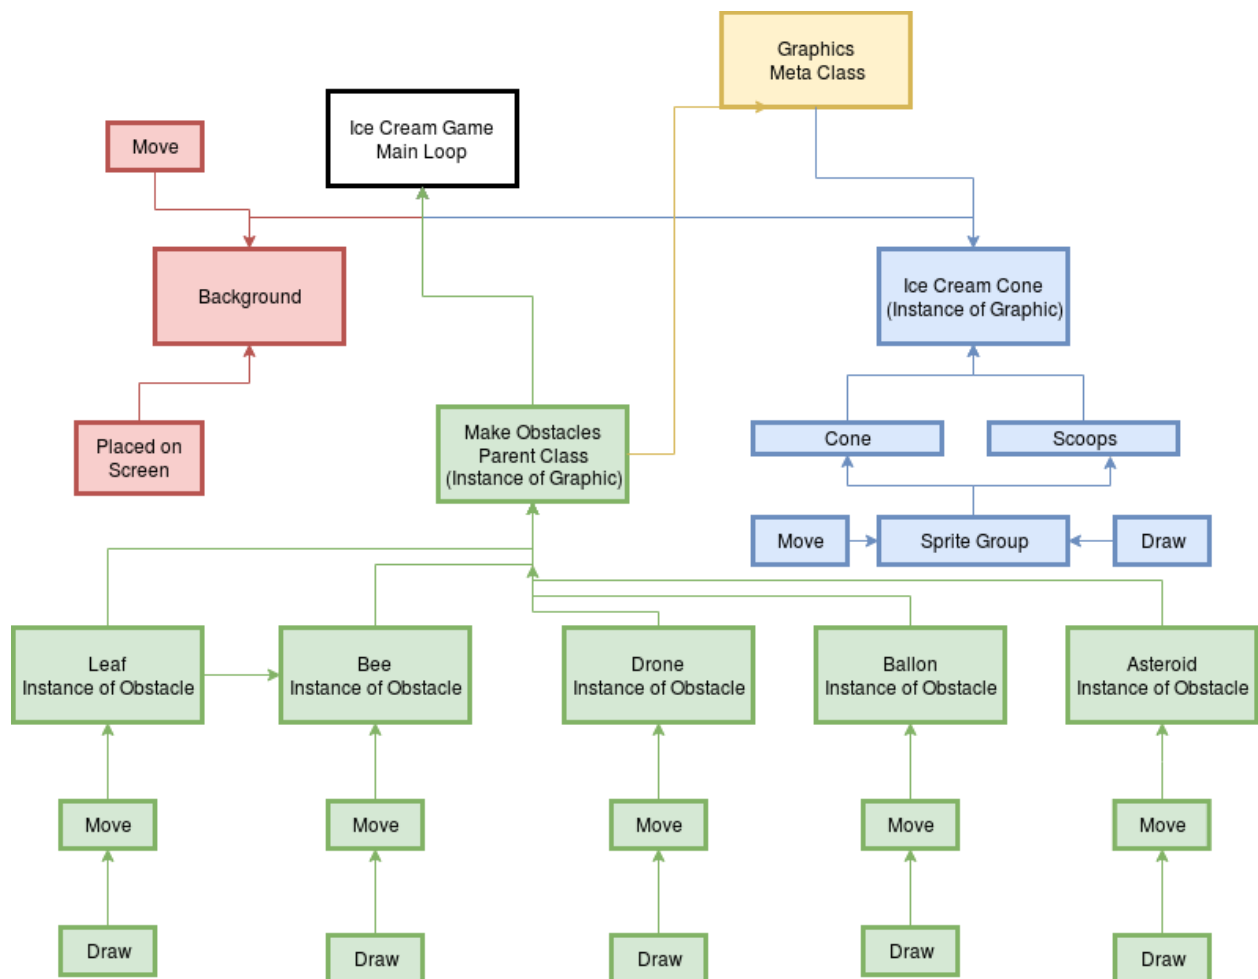 Graphics
Meta Class
Ice Cream Game
Main Loop
Move
Background
Ice Cream Cone
(Instance of Graphic)
Placed on
Screen
Make Obstacles
Parent Class
(Instance of Graphic)
Cone
Scoops
Move
Sprite Group
Draw
Leaf
Instance of Obstacle
Bee
Instance of Obstacle
Drone
Instance of Obstacle
Ballon
Instance of Obstacle
Asteroid
Instance of Obstacle
Move
Move
Move
Move
Move
Draw
Draw
Draw
Draw
Draw